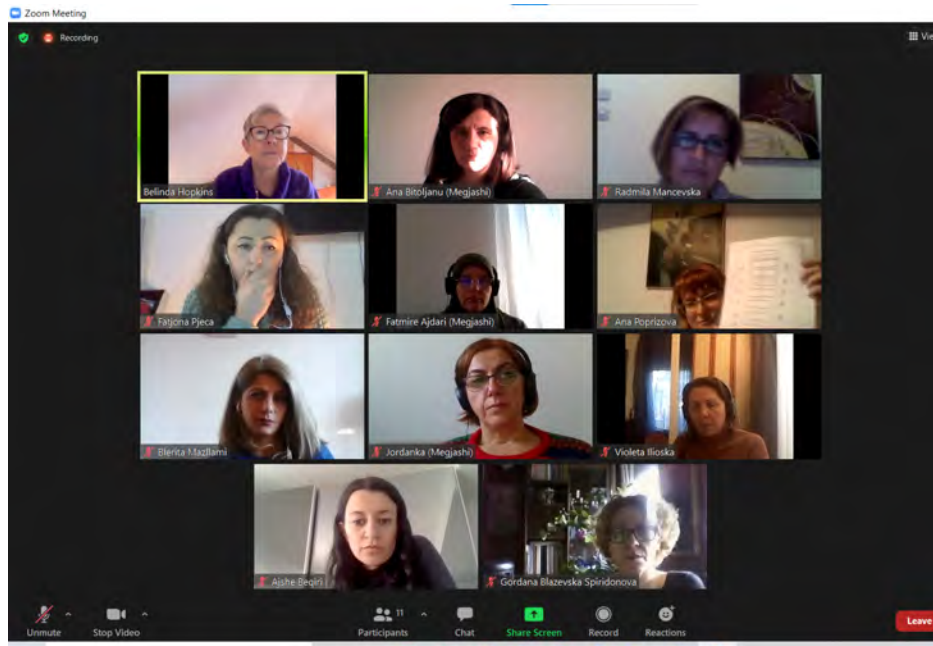 Zoom Meeting
Recording
Vie
Belinda Hopkins
Ana Bitoljanu (Megjashi)
Radmila Mancevska
Fatjona Pjeca
Fatmire Ajdari (Megjashi)
Ana Poprizova
Blerita Mazllami
Jordanka (Megjashi)
Violeta Ilioska
Aishe Beqiri
Gordana Blazevska Spiridonova
Unmute
Stop Video
11
Participants
Chat
Share Screen
Record
Reactions
Leave